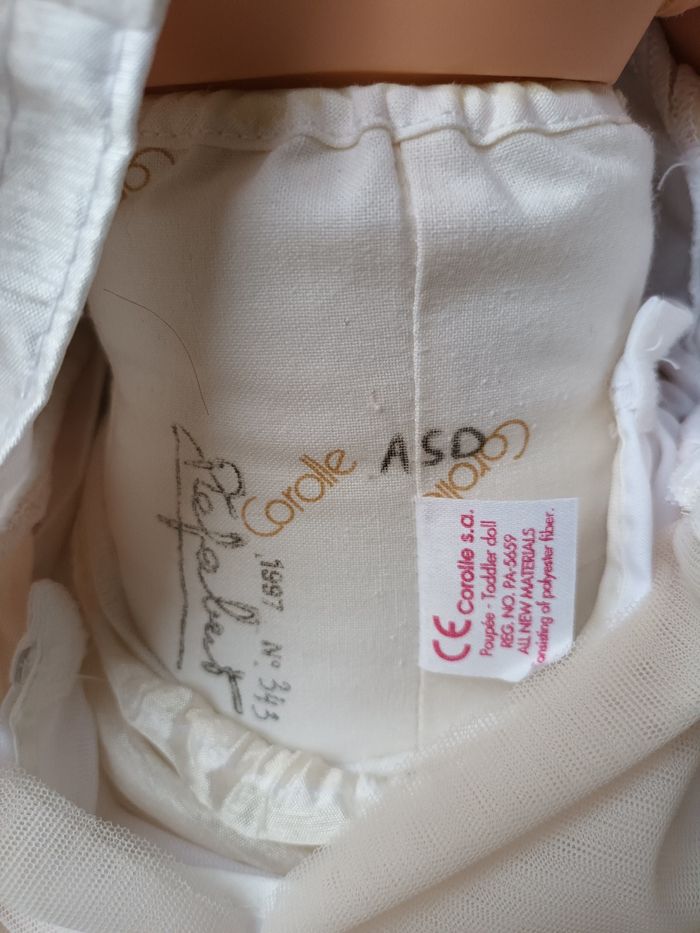 Corolle
ASD
Corolle
1997 N° 343
CE Corolle s.a.
Poupée - Toddler doll
REG. NO. PA-5659
ALL NEW MATERIALS
onsisting of polyester fiber.